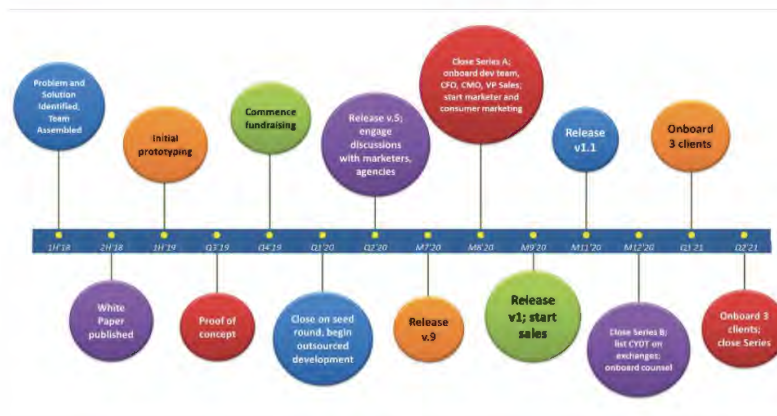 Problem and
Solution
Identified,
Team
Assembled
Initial
prototyping
Commence
fundraising
Release v.5;
engage
discussions
with marketers,
agencies
Close Series A;
onboard dev team,
CFO, CMO, VP Sales;
start marketer and
consumer marketing
Release
v1.1
Onboard
3 clients
1H'18
2H'18
1H'19
Q3'19
Q4'19
Q1'20
Q2'20
M7'20
M8'20
M9'20
M11'20
M12'20
Q1'21
Q2'21
White
Paper
published
Proof of
concept
Close on seed
round, begin
outsourced
development
Release
v.9
Release
v1; start
sales
Close Series B;
list CYDT on
exchanges;
onboard counsel
Onboard 3
clients;
close Series